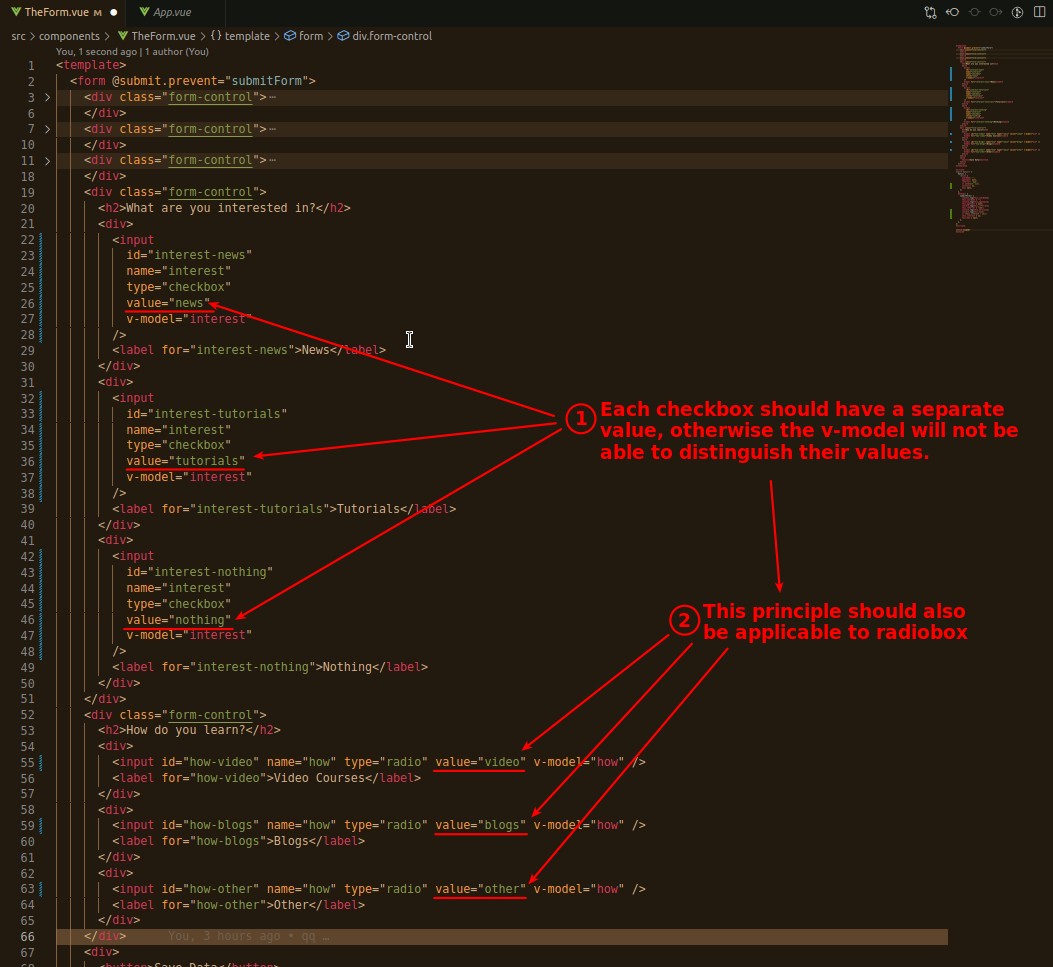 TheForm.vue M
App.vue
src > components > TheForm.vue > {} template > form > div.form-control
You, 1 second ago | 1 author (You)
1 <template>
2 <form @submit.prevent="submitForm">
3 <div class="form-control">⋯
6 </div>
7 <div class="form-control">⋯
10 </div>
11 <div class="form-control">⋯
18 </div>
19 <div class="form-control">
20 <h2>What are you interested in?</h2>
21 <div>
22 <input
23 id="interest-news"
24 name="interest"
25 type="checkbox"
26 value="news"
27 v-model="interest"
28 />
29 <label for="interest-news">News</label>
30 </div>
31 <div>
32 <input
33 id="interest-tutorials"
34 name="interest"
35 type="checkbox"
36 value="tutorials"
37 v-model="interest"
38 />
39 <label for="interest-tutorials">Tutorials</label>
40 </div>
41 <div>
42 <input
43 id="interest-nothing"
44 name="interest"
45 type="checkbox"
46 value="nothing"
47 v-model="interest"
48 />
49 <label for="interest-nothing">Nothing</label>
50 </div>
51 </div>
52 <div class="form-control">
53 <h2>How do you learn?</h2>
54 <div>
55 <input id="how-video" name="how" type="radio" value="video" v-model="how" />
56 <label for="how-video">Video Courses</label>
57 </div>
58 <div>
59 <input id="how-blogs" name="how" type="radio" value="blogs" v-model="how" />
60 <label for="how-blogs">Blogs</label>
61 </div>
62 <div>
63 <input id="how-other" name="how" type="radio" value="other" v-model="how" />
64 <label for="how-other">Other</label>
65 </div>
66 </div> You, 3 hours ago • qq …
67 <div>
68 <button>Save Data</button>
1 Each checkbox should have a separate
value, otherwise the v-model will not be
able to distinguish their values.
2 This principle should also
be applicable to radiobox